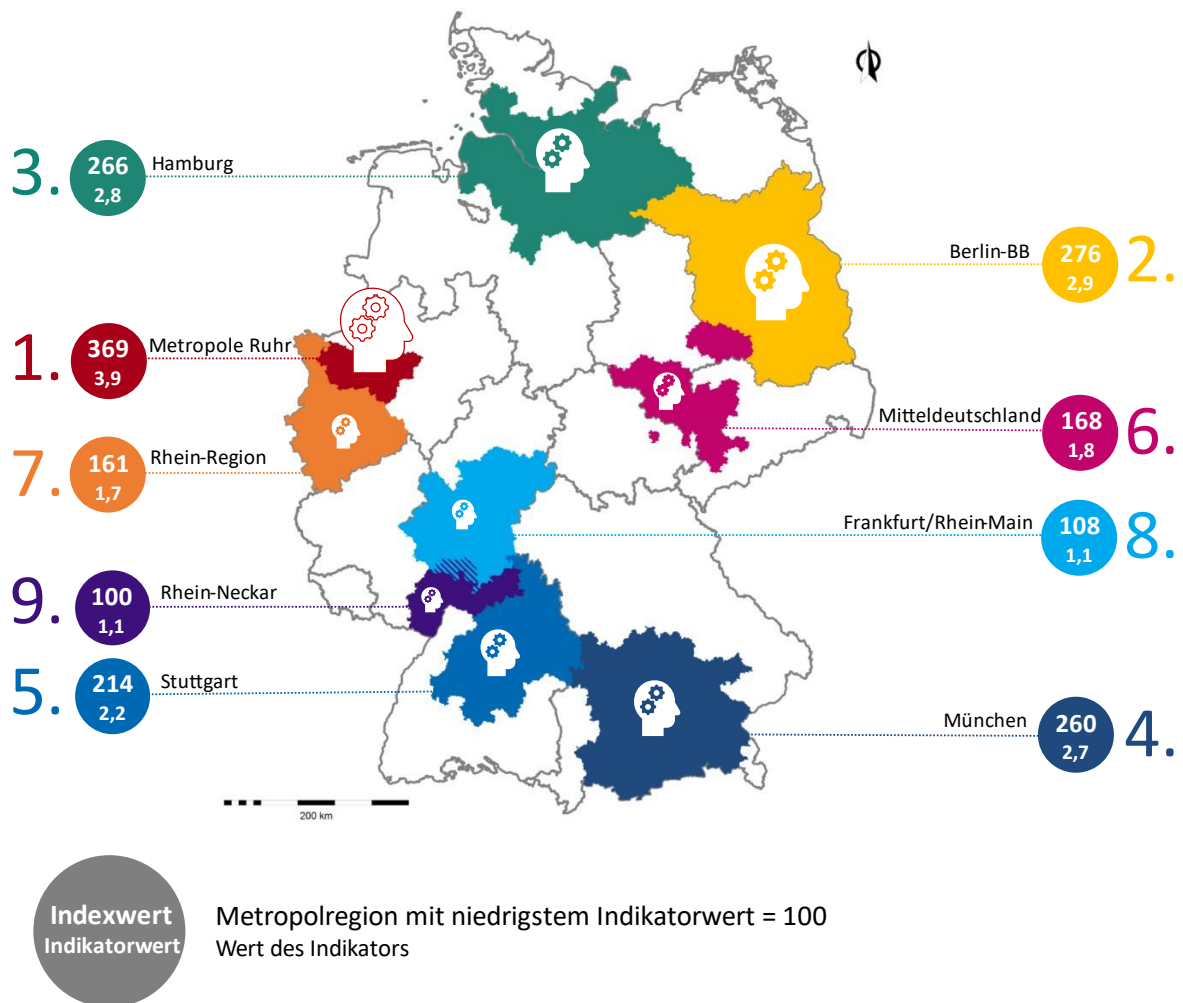 3.
266
2,8
Hamburg
Berlin-BB
276
2,9
2.
1.
369
3,9
Metropole Ruhr
Mitteldeutschland
168
1,8
6.
7.
161
1,7
Rhein-Region
Frankfurt/Rhein-Main
108
1,1
8.
9.
100
1,1
Rhein-Neckar
5.
214
2,2
Stuttgart
München
260
2,7
4.
200 km
Indexwert
Indikatorwert
Metropolregion mit niedrigstem Indikatorwert = 100
Wert des Indikators